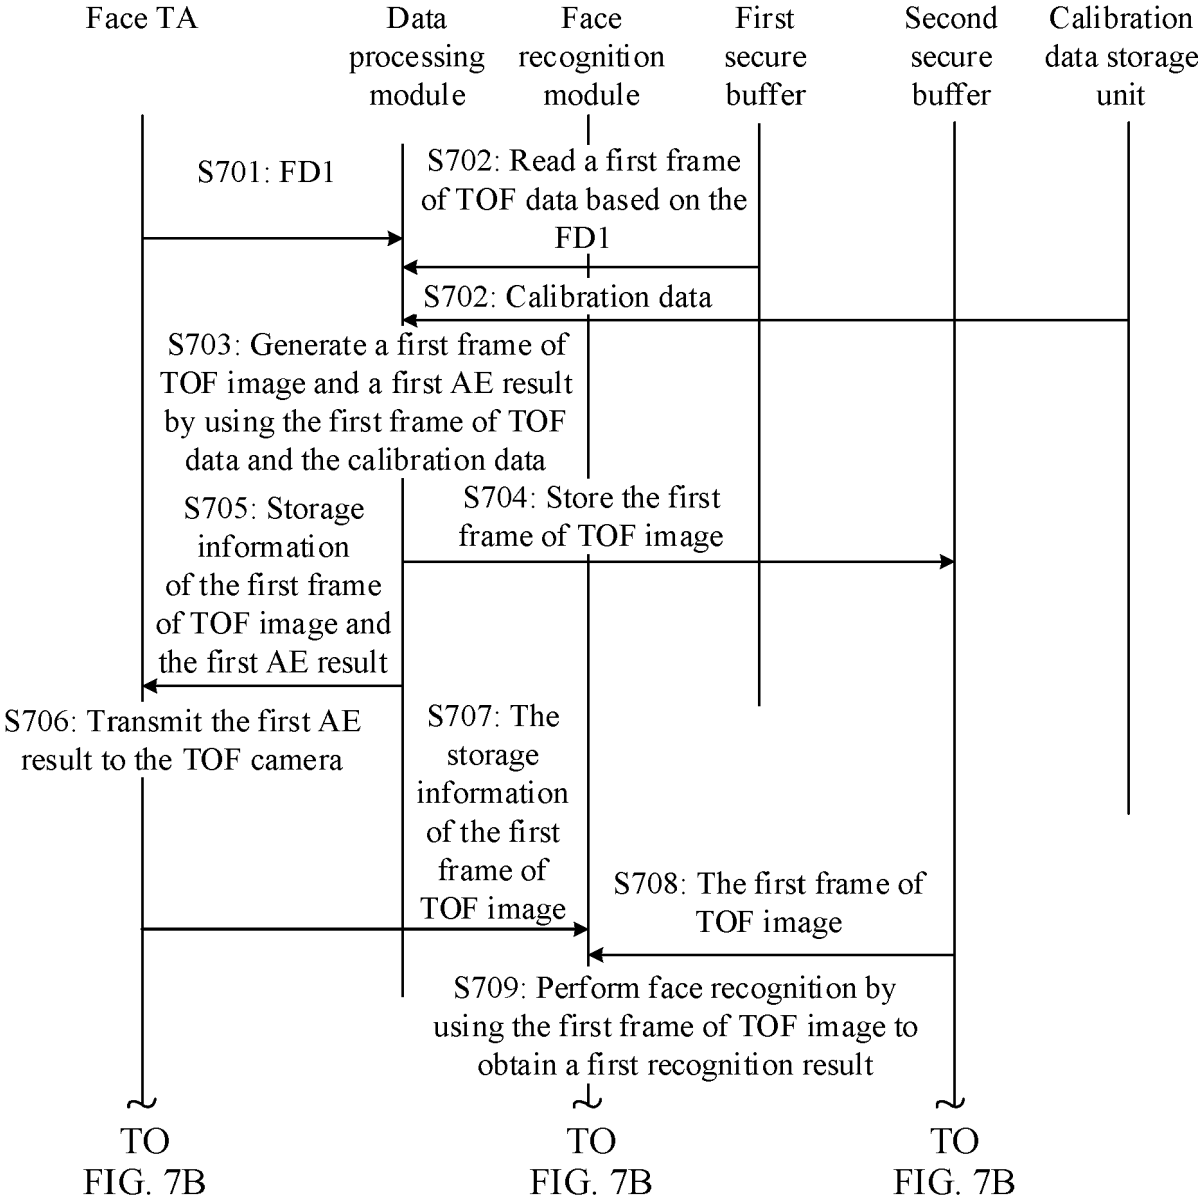 Face TA
Data
processing
module
Face
recognition
module
First
secure
buffer
Second
secure
buffer
Calibration
data storage
unit
S701: FD1
S702: Read a first frame
of TOF data based on the
FD1
S702: Calibration data
S703: Generate a first frame of
TOF image and a first AE result
by using the first frame of TOF
data and the calibration data
S704: Store the first
frame of TOF image
S705: Storage
information
of the first frame
of TOF image and
the first AE result
S706: Transmit the first AE
result to the TOF camera
S707: The
storage
information
of the first
frame of
TOF image
S708: The first frame of
TOF image
S709: Perform face recognition by
using the first frame of TOF image to
obtain a first recognition result
TO
FIG. 7B
TO
FIG. 7B
TO
FIG. 7B